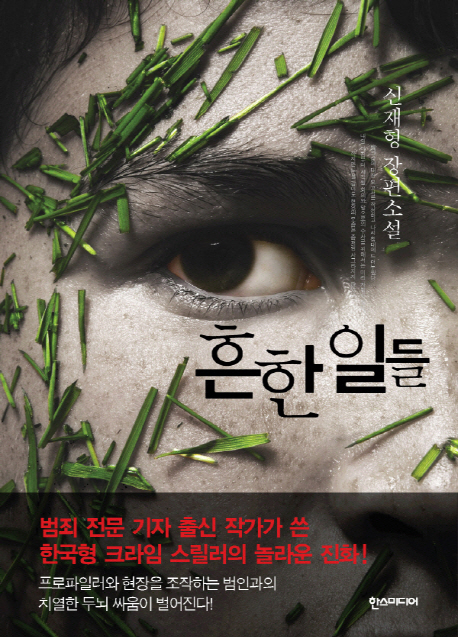 신재형 장편소설
흔한 일들
범죄 전문 기자 출신 작가가 쓴
한국형 크라임 스릴러의 놀라운 진화!
프로파일러와 현장을 조작하는 범인과의
치열한 두뇌 싸움이 벌어진다!
한스미디어